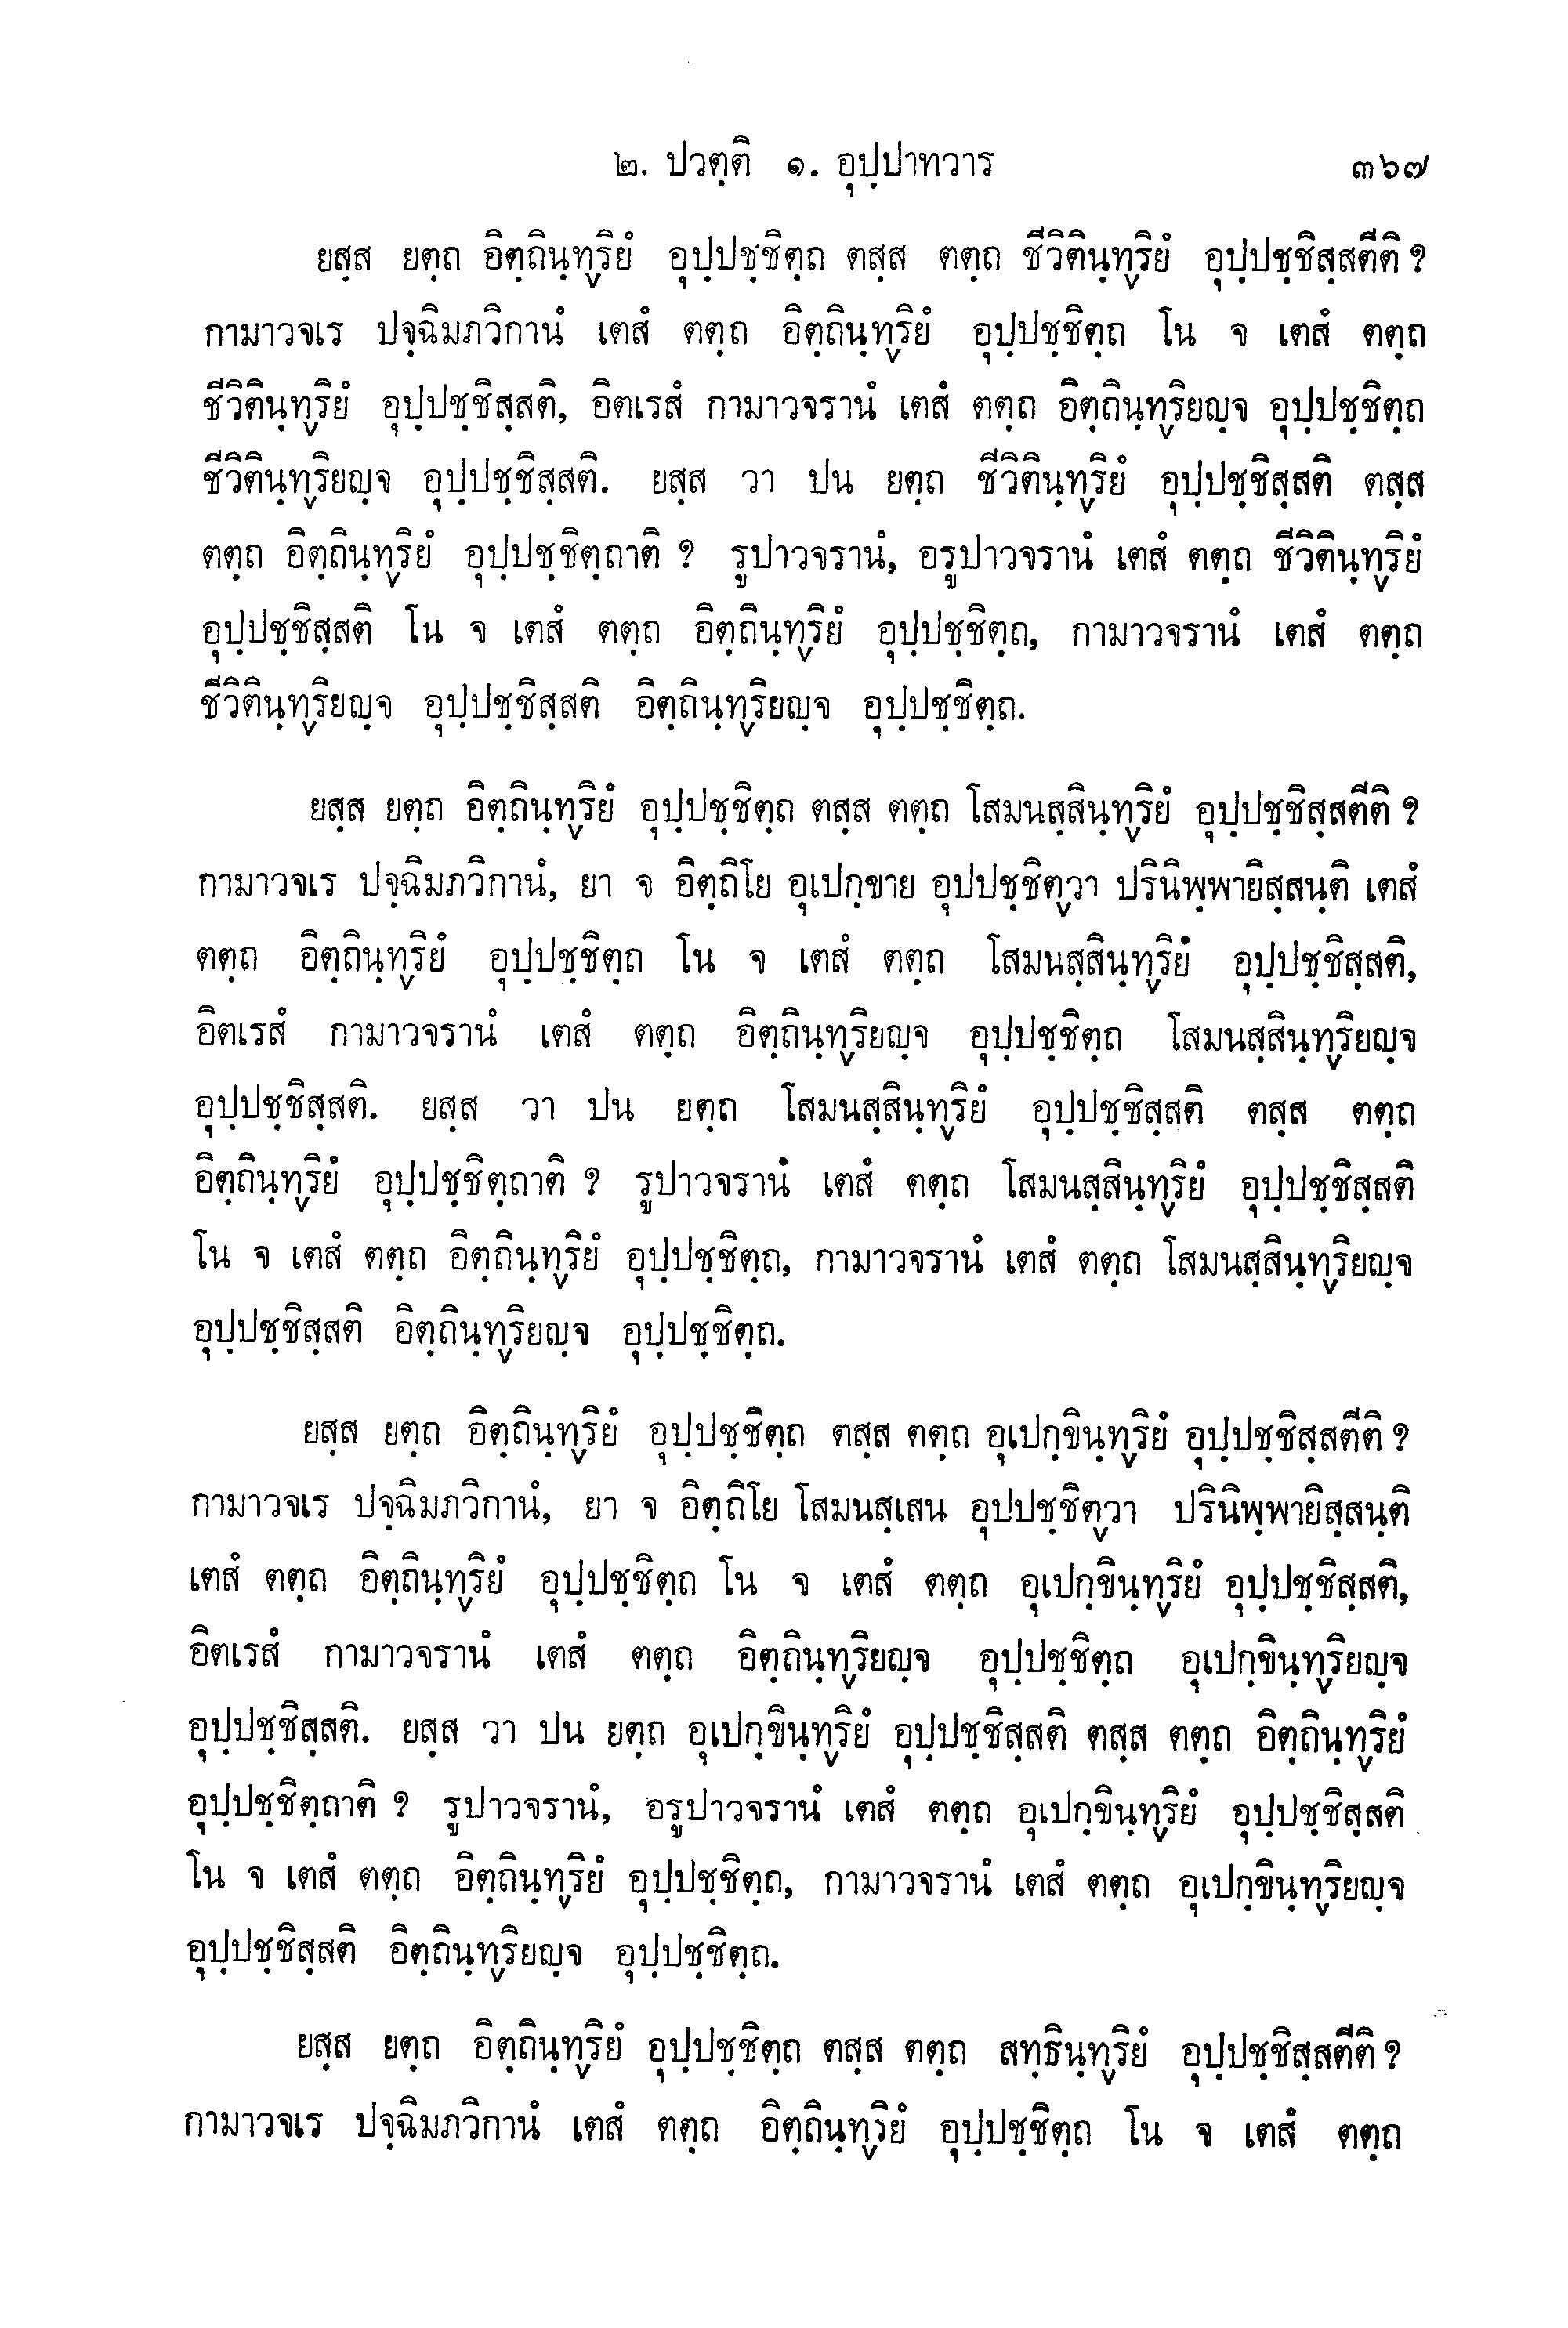 ๒. ปวตฺติ ๑. อุปฺปาทวาร ๓๖๗
ยสฺส ยตฺถ อิตฺถินฺทฺริยํ อุปฺปชฺชิตฺถ ตสฺส ตตฺถ ชีวิตินฺทฺริยํ อุปฺปชฺชิสฺสตีติ ?
กามาวจเร ปจฺฉิมภวิกานํ เตสํ ตตฺถ อิตฺถินฺทฺริยํ อุปฺปชฺชิตฺถ โน จ เตสํ ตตฺถ
ชีวิตินฺทฺริยํ อุปฺปชฺชิสฺสติ, อิตเรสํ กามาวจรานํ เตสํ ตตฺถ อิตฺถินฺทฺริยญฺจ อุปฺปชฺชิตฺถ
ชีวิตินฺทฺริยญฺจ อุปฺปชฺชิสฺสติ. ยสฺส วา ปน ยตฺถ ชีวิตินฺทฺริยํ อุปฺปชฺชิสฺสติ ตสฺส
ตตฺถ อิตฺถินฺทฺริยํ อุปฺปชฺชิตฺถาติ ? รูปาวจรานํ, อรูปาวจรานํ เตสํ ตตฺถ ชีวิตินฺทฺริยํ
อุปฺปชฺชิสฺสติ โน จ เตสํ ตตฺถ อิตฺถินฺทฺริยํ อุปฺปชฺชิตฺถ, กามาวจรานํ เตสํ ตตฺถ
ชีวิตินฺทฺริยญฺจ อุปฺปชฺชิสฺสติ อิตฺถินฺทฺริยญฺจ อุปฺปชฺชิตฺถ.
ยสฺส ยตฺถ อิตฺถินฺทฺริยํ อุปฺปชฺชิตฺถ ตสฺส ตตฺถ โสมนสฺสินฺทฺริยํ อุปฺปชฺชิสฺสตีติ ?
กามาวจเร ปจฺฉิมภวิกานํ, ยา จ อิตฺถิโย อุเปกฺขาย อุปปชฺชิตฺวา ปรินิพฺพายิสฺสนฺติ เตสํ
ตตฺถ อิตฺถินฺทฺริยํ อุปฺปชฺชิตฺถ โน จ เตสํ ตตฺถ โสมนสฺสินฺทฺริยํ อุปฺปชฺชิสฺสติ,
อิตเรสํ กามาวจรานํ เตสํ ตตฺถ อิตฺถินฺทฺริยญฺจ อุปฺปชฺชิตฺถ โสมนสฺสินฺทฺริยญฺจ
อุปฺปชฺชิสฺสติ. ยสฺส วา ปน ยตฺถ โสมนสฺสินฺทฺริยํ อุปฺปชฺชิสฺสติ ตสฺส ตตฺถ
อิตฺถินฺทฺริยํ อุปฺปชฺชิตฺถาติ ? รูปาวจรานํ เตสํ ตตฺถ โสมนสฺสินฺทฺริยํ อุปฺปชฺชิสฺสติ
โน จ เตสํ ตตฺถ อิตฺถินฺทฺริยํ อุปฺปชฺชิตฺถ, กามาวจรานํ เตสํ ตตฺถ โสมนสฺสินฺทฺริยญฺจ
อุปฺปชฺชิสฺสติ อิตฺถินฺทฺริยญฺจ อุปฺปชฺชิตฺถ.
ยสฺส ยตฺถ อิตฺถินฺทฺริยํ อุปฺปชฺชิตฺถ ตสฺส ตตฺถ อุเปกฺขินฺทฺริยํ อุปฺปชฺชิสฺสตีติ ?
กามาวจเร ปจฺฉิมภวิกานํ, ยา จ อิตฺถิโย โสมนสฺเสน อุปปชฺชิตฺวา ปรินิพฺพายิสฺสนฺติ
เตสํ ตตฺถ อิตฺถินฺทฺริยํ อุปฺปชฺชิตฺถ โน จ เตสํ ตตฺถ อุเปกฺขินฺทฺริยํ อุปฺปชฺชิสฺสติ,
อิตเรสํ กามาวจรานํ เตสํ ตตฺถ อิตฺถินฺทฺริยญฺจ อุปฺปชฺชิตฺถ อุเปกฺขินฺทฺริยญฺจ
อุปฺปชฺชิสฺสติ. ยสฺส วา ปน ยตฺถ อุเปกฺขินฺทฺริยํ อุปฺปชฺชิสฺสติ ตสฺส ตตฺถ อิตฺถินฺทฺริยํ
อุปฺปชฺชิตฺถาติ ? รูปาวจรานํ, อรูปาวจรานํ เตสํ ตตฺถ อุเปกฺขินฺทฺริยํ อุปฺปชฺชิสฺสติ
โน จ เตสํ ตตฺถ อิตฺถินฺทฺริยํ อุปฺปชฺชิตฺถ, กามาวจรานํ เตสํ ตตฺถ อุเปกฺขินฺทฺริยญฺจ
อุปฺปชฺชิสฺสติ อิตฺถินฺทฺริยญฺจ อุปฺปชฺชิตฺถ.
ยสฺส ยตฺถ อิตฺถินฺทฺริยํ อุปฺปชฺชิตฺถ ตสฺส ตตฺถ สทฺธินฺทฺริยํ อุปฺปชฺชิสฺสตีติ ?
กามาวจเร ปจฺฉิมภวิกานํ เตสํ ตตฺถ อิตฺถินฺทฺริยํ อุปฺปชฺชิตฺถ โน จ เตสํ ตตฺถ